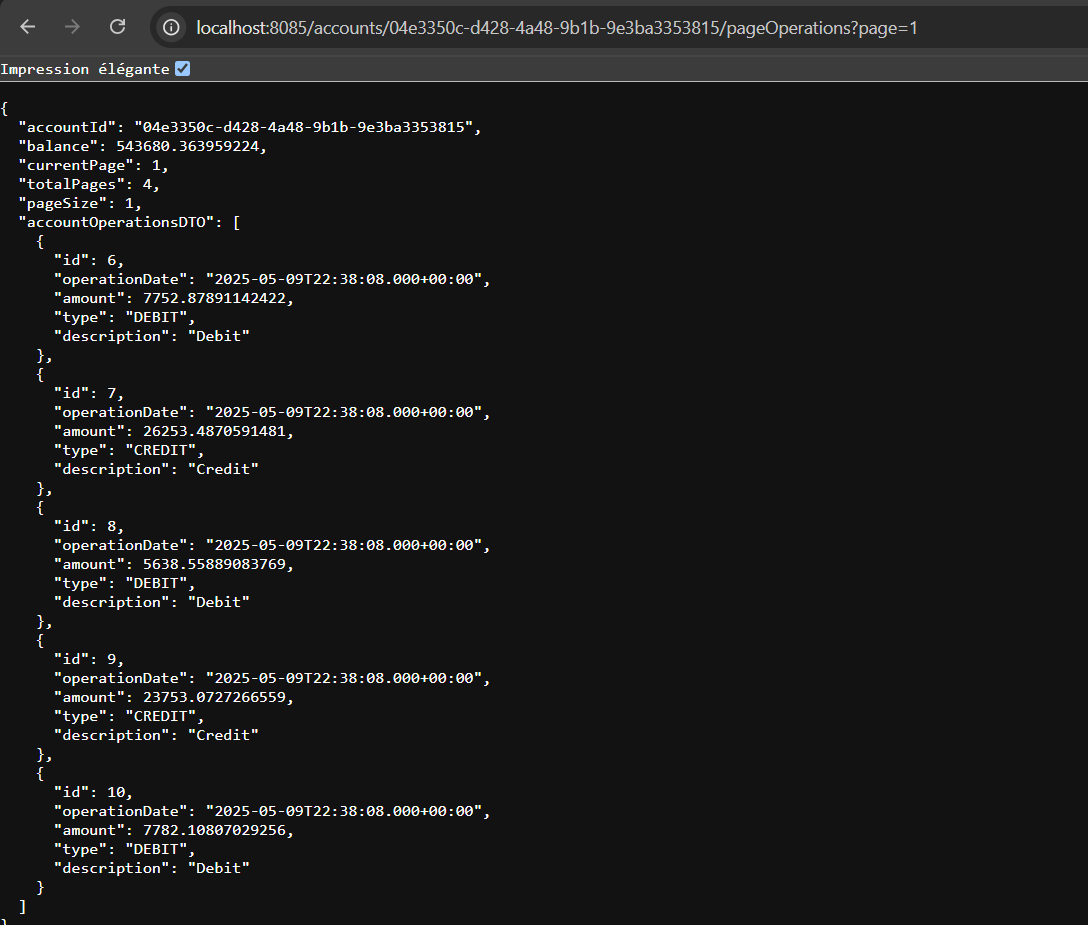 localhost:8085/accounts/04e3350c-d428-4a48-9b1b-9e3ba3353815/pageOperations?page=1
Impression élégante
{
"accountId": "04e3350c-d428-4a48-9b1b-9e3ba3353815",
"balance": 543680.363959224,
"currentPage": 1,
"totalPages": 4,
"pageSize": 1,
"accountOperationsDTO": [
{
"id": 6,
"operationDate": "2025-05-09T22:38:08.000+00:00",
"amount": 7752.87891142422,
"type": "DEBIT",
"description": "Debit"
},
{
"id": 7,
"operationDate": "2025-05-09T22:38:08.000+00:00",
"amount": 26253.4870591481,
"type": "CREDIT",
"description": "Credit"
},
{
"id": 8,
"operationDate": "2025-05-09T22:38:08.000+00:00",
"amount": 5638.55889083769,
"type": "DEBIT",
"description": "Debit"
},
{
"id": 9,
"operationDate": "2025-05-09T22:38:08.000+00:00",
"amount": 23753.0727266559,
"type": "CREDIT",
"description": "Credit"
},
{
"id": 10,
"operationDate": "2025-05-09T22:38:08.000+00:00",
"amount": 7782.10807029256,
"type": "DEBIT",
"description": "Debit"
}
]
}